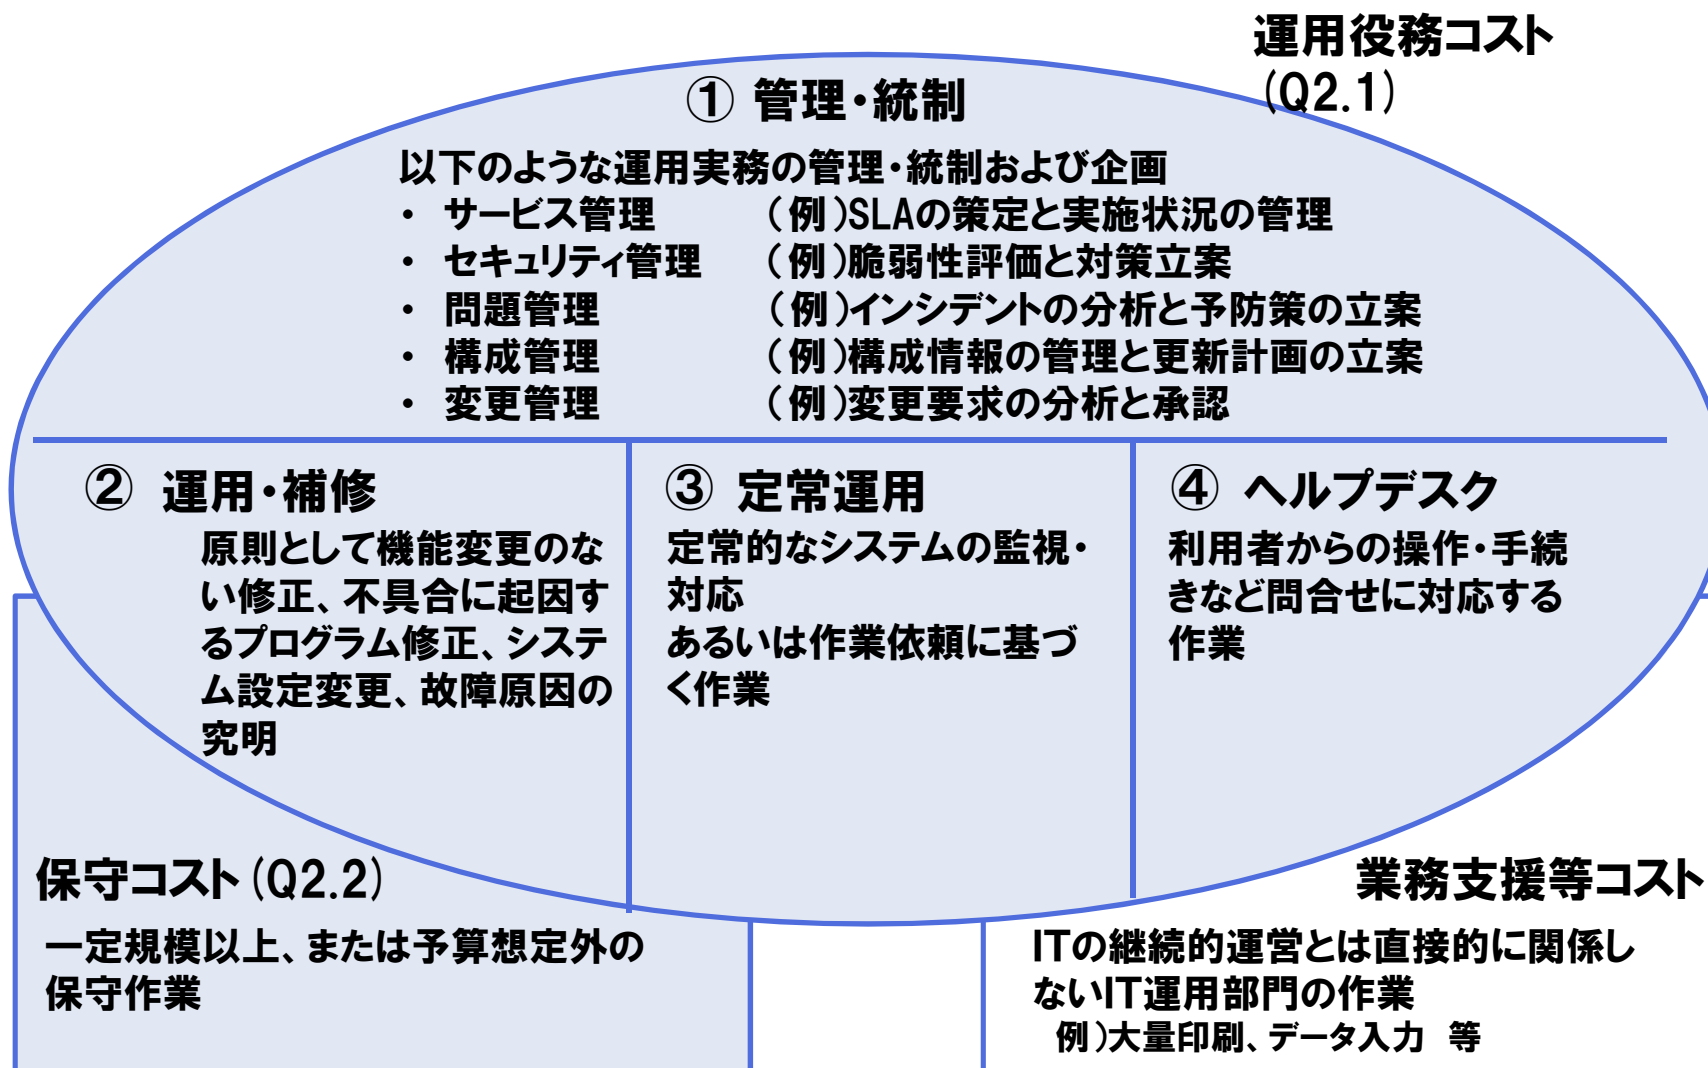 運用役務コスト
(Q2.1)
① 管理・統制
以下のような運用実務の管理・統制および企画
・ サービス管理 (例)SLAの策定と実施状況の管理
・ セキュリティ管理 (例)脆弱性評価と対策立案
・ 問題管理 (例)インシデントの分析と予防策の立案
・ 構成管理 (例)構成情報の管理と更新計画の立案
・ 変更管理 (例)変更要求の分析と承認
② 運用・補修
原則として機能変更のな
い修正、不具合に起因す
るプログラム修正、システ
ム設定変更、故障原因の
究明
③ 定常運用
定常的なシステムの監視・
対応
あるいは作業依頼に基づ
く作業
④ ヘルプデスク
利用者からの操作・手続
きなど問合せに対応する
作業
保守コスト(Q2.2)
一定規模以上、または予算想定外の
保守作業
業務支援等コスト
ITの継続的運営とは直接的に関係し
ないIT運用部門の作業
例)大量印刷、データ入力 等